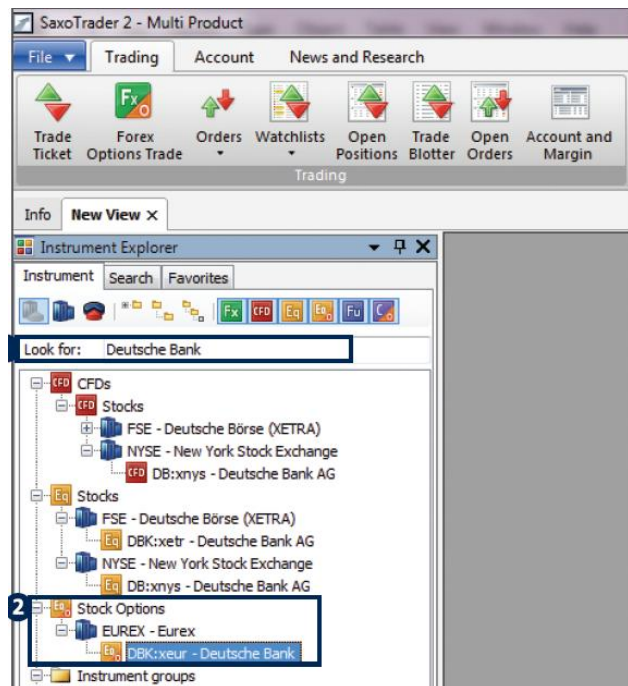 SaxoTrader 2 - Multi Product
File Trading Account News and Research
Trade Ticket
Forex Options Trade
Orders
Watchlists
Open Positions
Trade Blotter
Open Orders
Account and Margin
Trading
Info New View
Instrument Explorer
Instrument Search Favorites
Fx CFD Eq Eq Fu C
Look for: Deutsche Bank
CFD CFDs
CFD Stocks
FSE - Deutsche Börse (XETRA)
NYSE - New York Stock Exchange
CFD DB:xnys - Deutsche Bank AG
Eq Stocks
FSE - Deutsche Börse (XETRA)
Eq DBK:xetr - Deutsche Bank AG
NYSE - New York Stock Exchange
Eq DB:xnys - Deutsche Bank AG
2 Eq Stock Options
EUREX - Eurex
Eq DBK:xeur - Deutsche Bank
Instrument groups